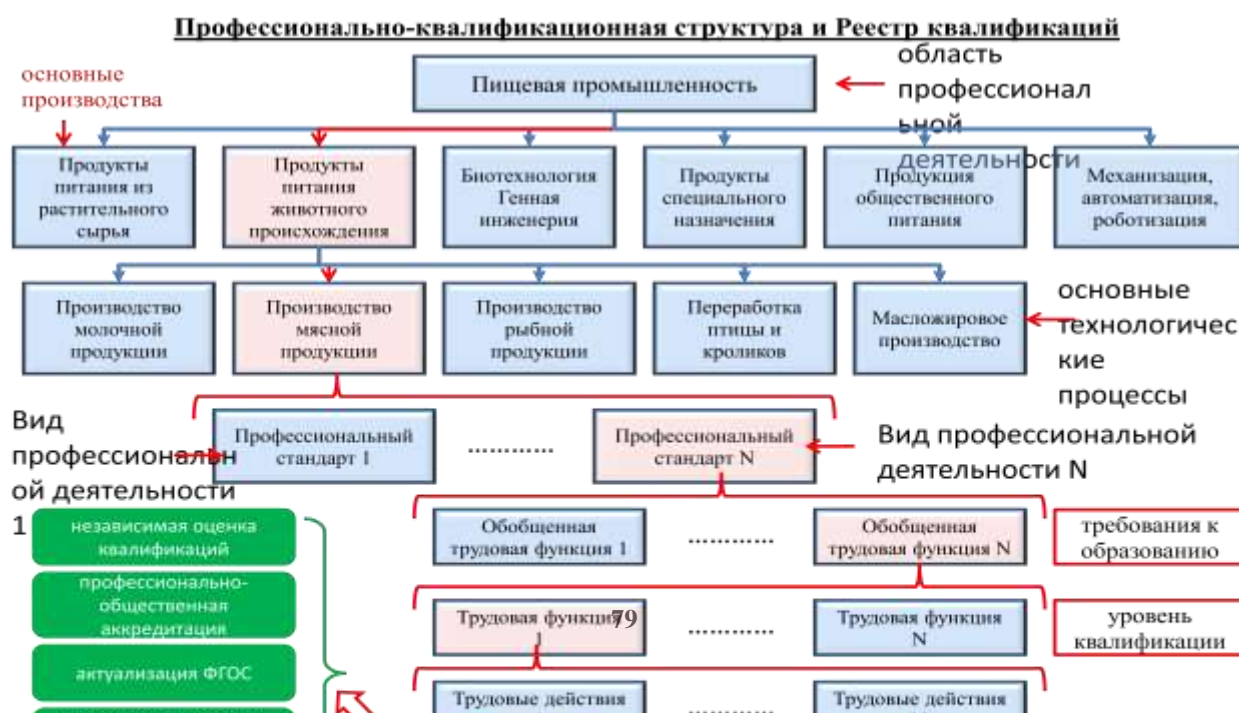 Профессионально-квалификационная структура и Реестр квалификаций
основные
производства
Пищевая промышленность
область
профессионал
ьной
деятельности
Продукты
питания из
растительного
сырья
Продукты
питания
животного
происхождения
Биотехнология
Генная
инженерия
Продукты
специального
назначения
Продукция
общественного
питания
Механизация,
автоматизация,
роботизация
Производство
молочной
продукции
Производство
мясной
продукции
Производство
рыбной
продукции
Переработка
птицы и
кроликов
Масложировое
производство
основные
технологичес
кие
процессы
Вид
профессиональн
ой деятельности
1
Профессиональный
стандарт 1
............
Профессиональный
стандарт N
Вид профессиональной
деятельности N
независимая оценка
квалификаций
Обобщенная
трудовая функция 1
............
Обобщенная
трудовая функция N
требования к
образованию
профессионально-
общественная
аккредитация
Трудовая функция
1
79
............
Трудовая функция
N
уровень
квалификации
актуализация ФГОС
Трудовые действия
............
Трудовые действия